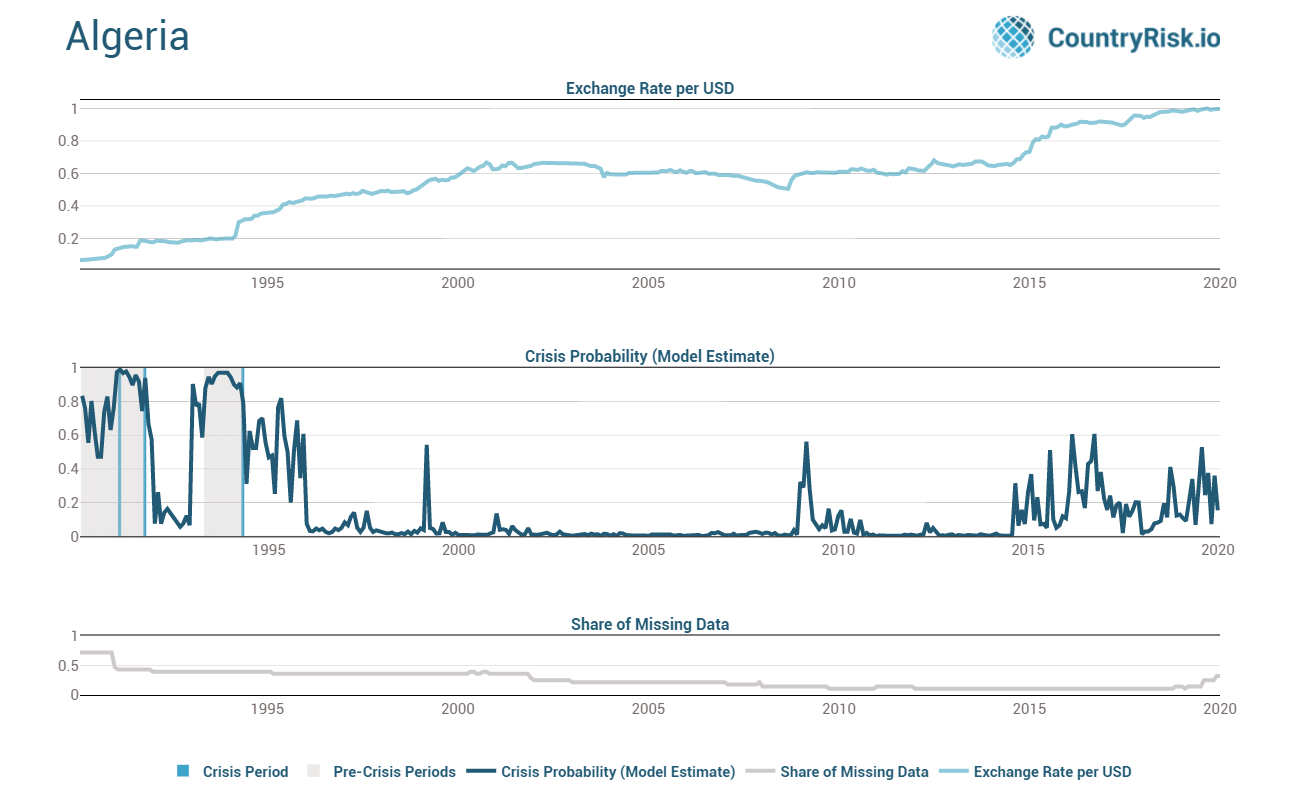 Algeria
CountryRisk.io
Exchange Rate per USD
1
0.8
0.6
0.4
0.2
1995 2000 2005 2010 2015 2020
Crisis Probability (Model Estimate)
1
0.8
0.6
0.4
0.2
0
1995 2000 2005 2010 2015 2020
Share of Missing Data
1
0.5
0
1995 2000 2005 2010 2015 2020
Crisis Period Pre-Crisis Periods Crisis Probability (Model Estimate) Share of Missing Data Exchange Rate per USD